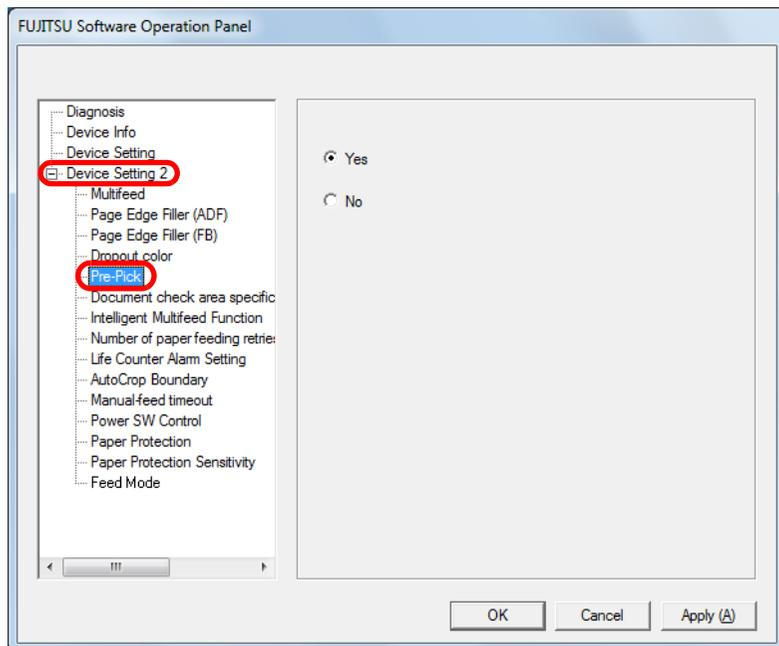 FUJITSU Software Operation Panel
Diagnosis
Device Info
Device Setting
Device Setting 2
Multifeed
Page Edge Filler (ADF)
Page Edge Filler (FB)
Dropout color
Pre-Pick
Document check area specific
Intelligent Multifeed Function
Number of paper feeding retries
Life Counter Alarm Setting
AutoCrop Boundary
Manual-feed timeout
Power SW Control
Paper Protection
Paper Protection Sensitivity
Feed Mode
Yes
No
OK Cancel Apply (A)